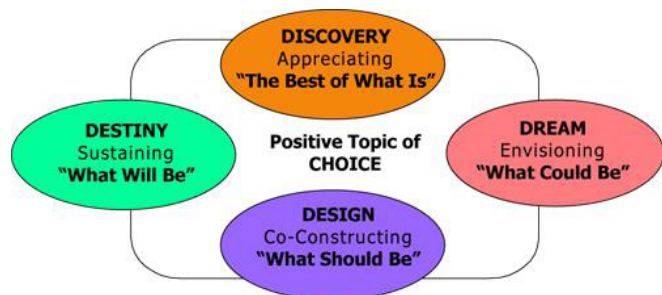 DISCOVERY
Appreciating
“The Best of What Is”
DESTINY
Sustaining
“What Will Be”
Positive Topic of
CHOICE
DREAM
Envisioning
“What Could Be”
DESIGN
Co-Constructing
“What Should Be”